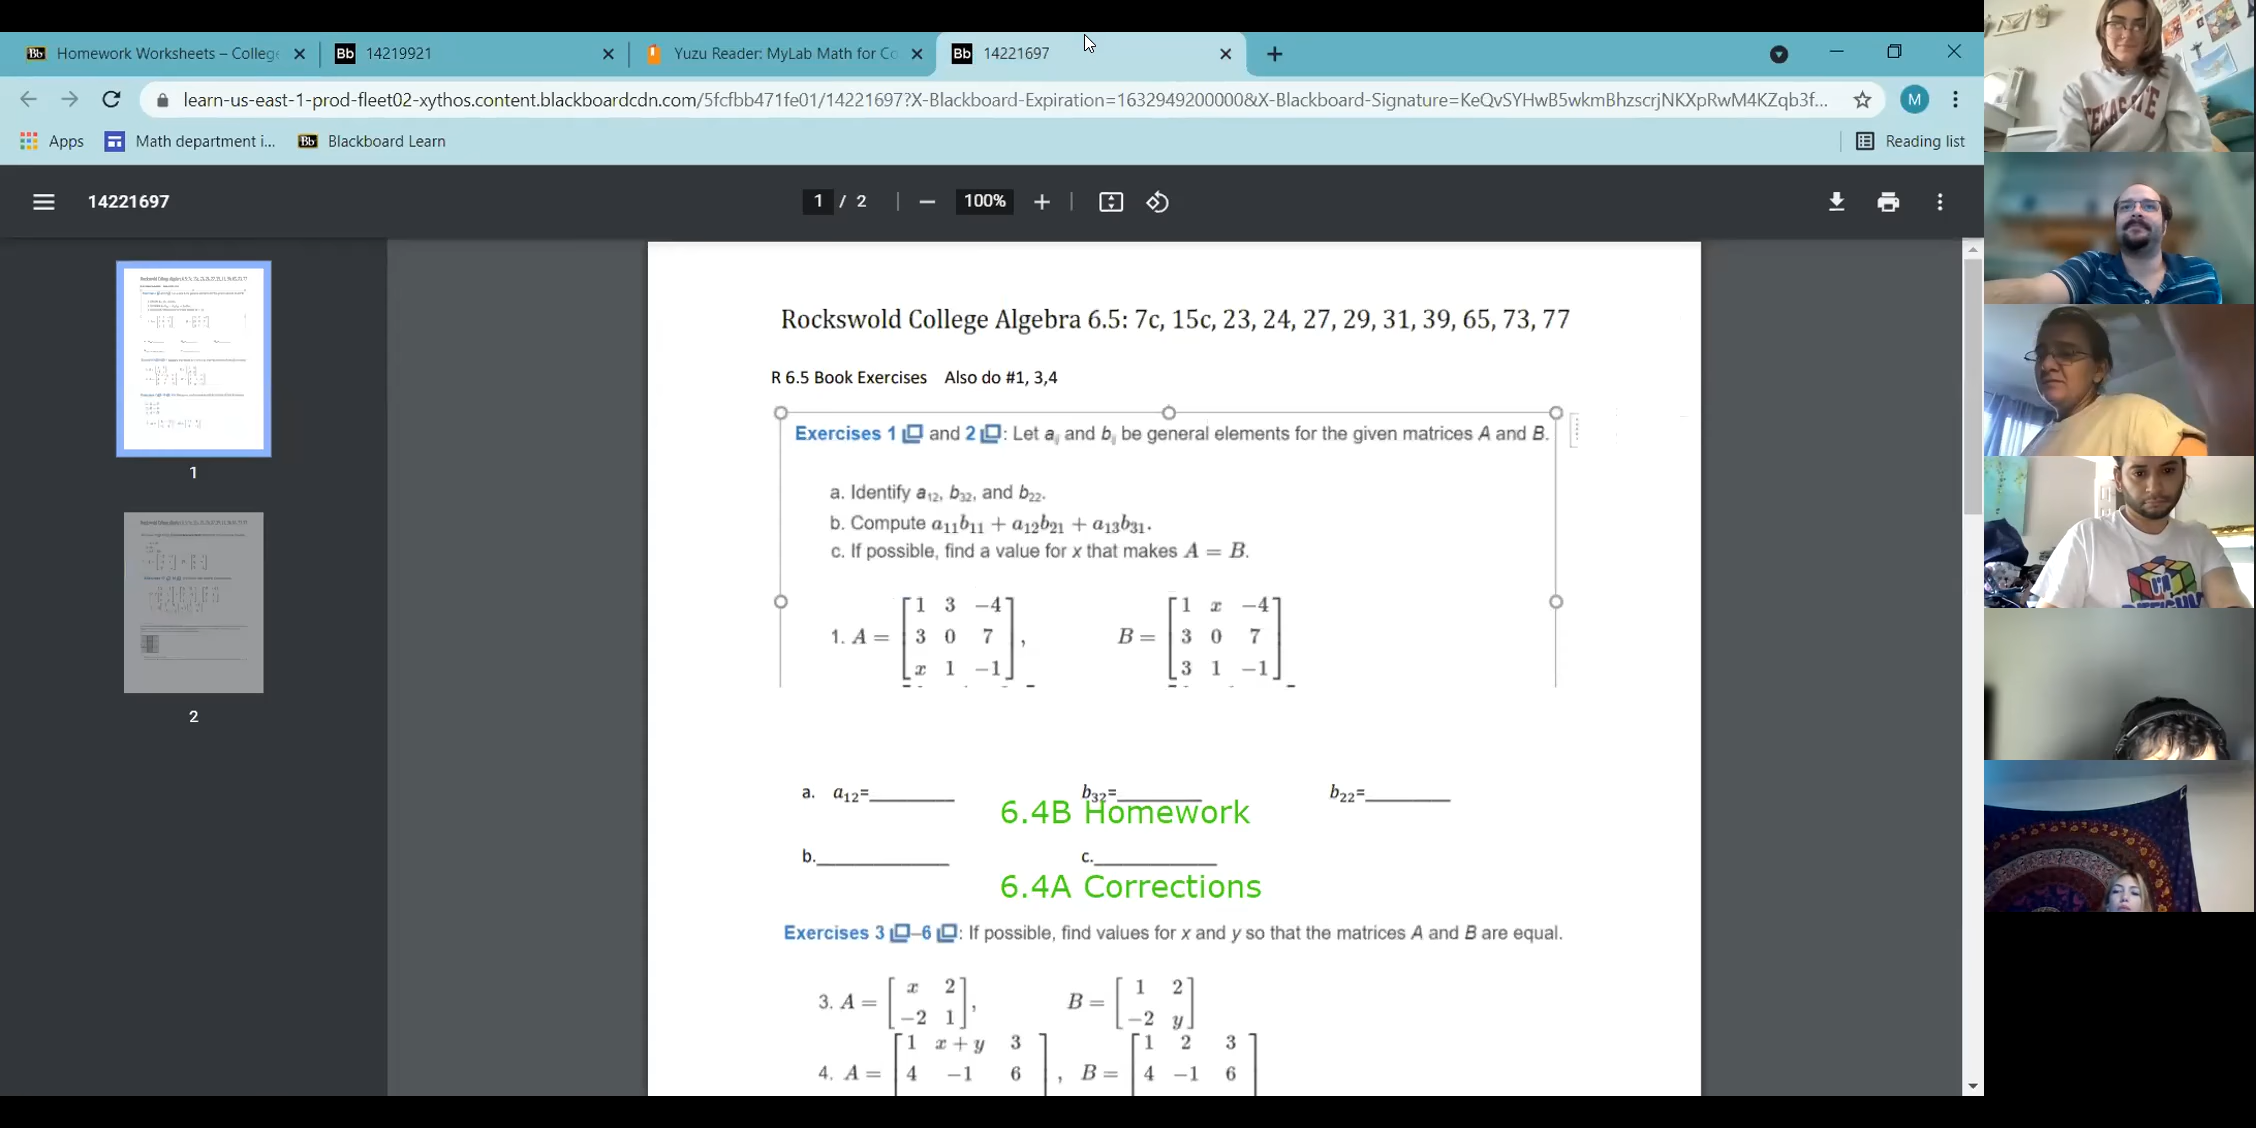 Homework Worksheets – College
14219921
Yuzu Reader: MyLab Math for Co
14221697
learn-us-east-1-prod-fleet02-xythos.content.blackboardcdn.com/5fcfbb471fe01/14221697?X-Blackboard-Expiration=1632949200000&X-Blackboard-Signature=KeQvSYHwB5wkmBhzscrjNKXpRwM4KZqb3f...
M
Apps
Math department i...
Blackboard Learn
Reading list
14221697
1 / 2
100%
1
2
Rockswold College Algebra 6.5: 7c, 15c, 23, 24, 27, 29, 31, 39, 65, 73, 77
R 6.5 Book Exercises Also do #1, 3,4
Exercises 1 and 2 : Let aij and bij be general elements for the given matrices A and B.
a. Identify a12, b32, and b22.
b. Compute a11b11 + a12b21 + a13b31.
c. If possible, find a value for x that makes A = B.
1 3 −4 1 x −4
1. A = 3 0 7 , B = 3 0 7
x 1 −1 3 1 −1
a. a12=_________ b32=_________ b22=_________
6.4B Homework
b.______________ c._____________
6.4A Corrections
Exercises 3 –6 : If possible, find values for x and y so that the matrices A and B are equal.
3. A = x 2 , B = 1 2
−2 1 −2 y
1 x + y 3 1 2 3
4. A = 4 −1 6 , B = 4 −1 6